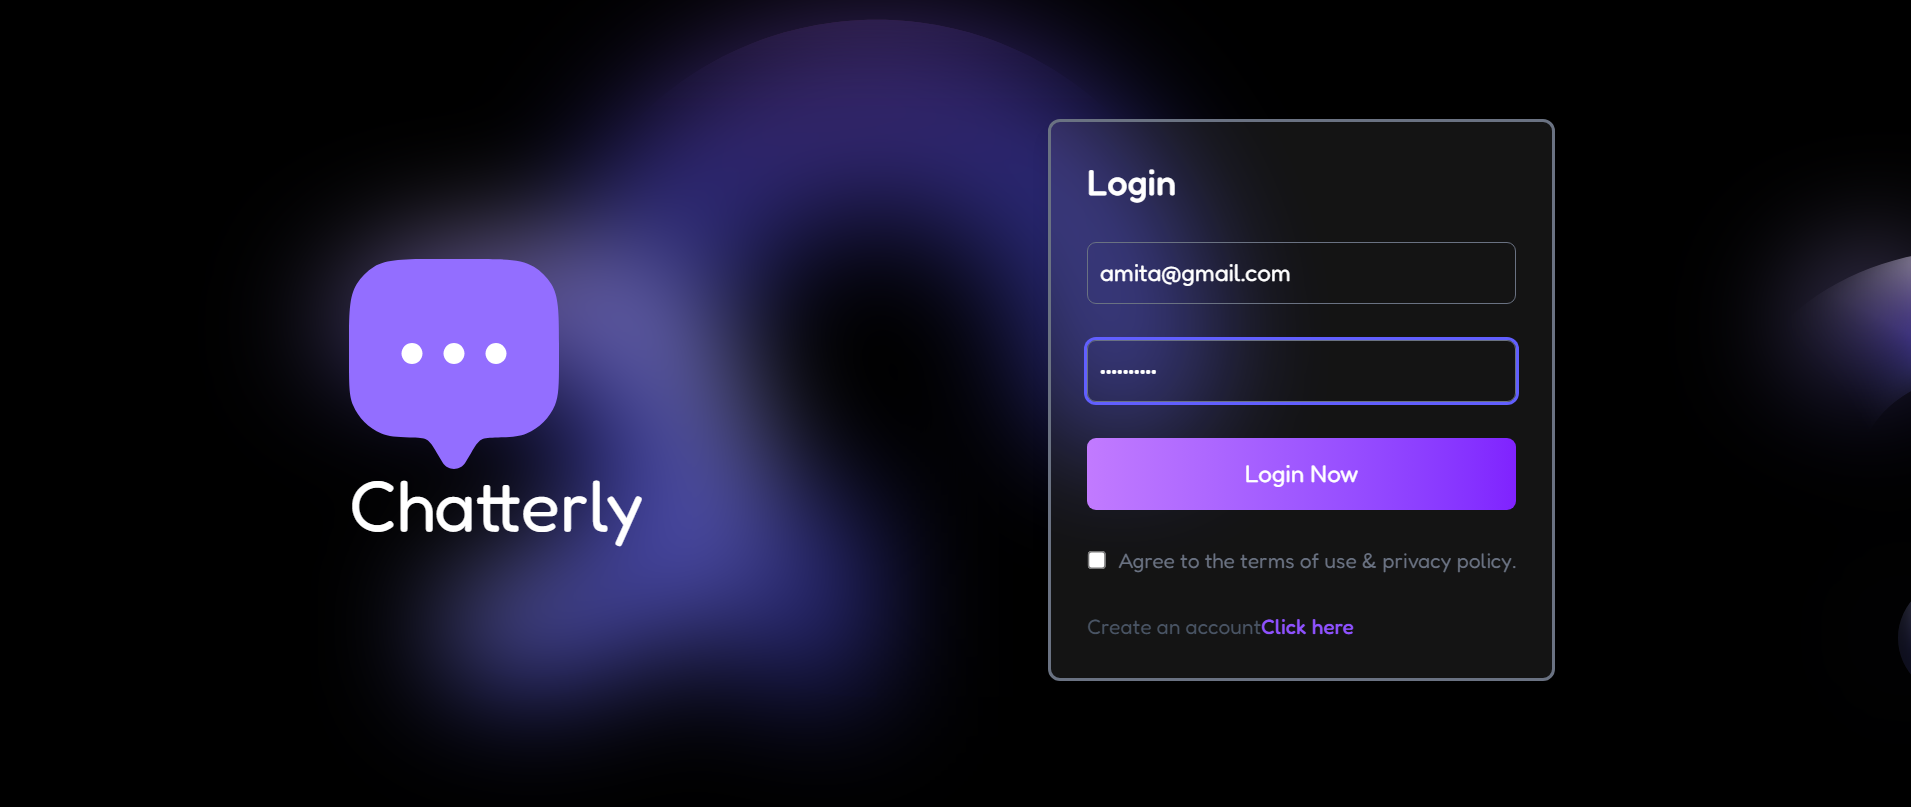 Chatterly
Login
amita@gmail.com
••••••••••
Login Now
Agree to the terms of use & privacy policy.
Create an accountClick here